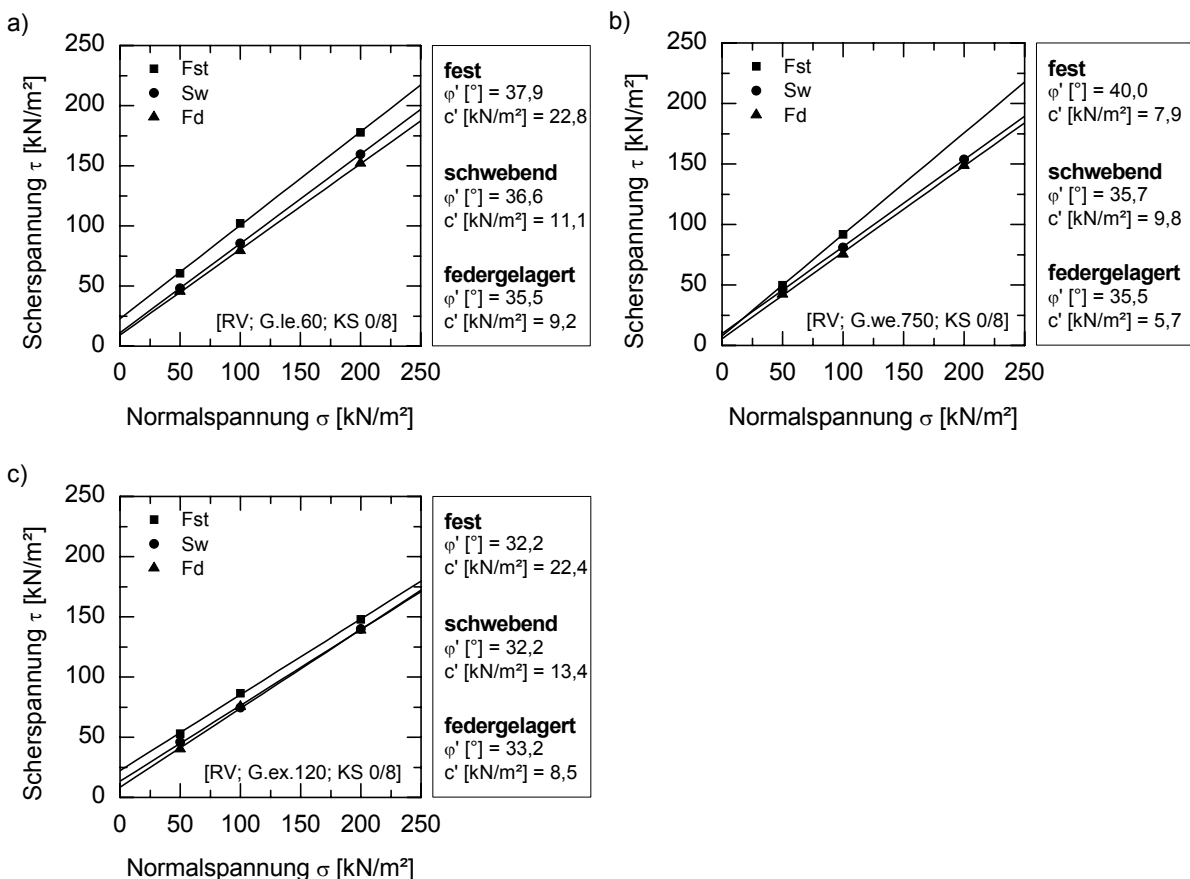 a)
250
200
150
100
50
0
Scherspannung τ [kN/m²]
Fst
Sw
Fd
[RV; G.le.60; KS 0/8]
0 50 100 150 200 250
Normalspannung σ [kN/m²]
fest
φ' [°] = 37,9
c' [kN/m²] = 22,8
schwebend
φ' [°] = 36,6
c' [kN/m²] = 11,1
federgelagert
φ' [°] = 35,5
c' [kN/m²] = 9,2
b)
250
200
150
100
50
0
Scherspannung τ [kN/m²]
Fst
Sw
Fd
[RV; G.we.750; KS 0/8]
0 50 100 150 200 250
Normalspannung σ [kN/m²]
fest
φ' [°] = 40,0
c' [kN/m²] = 7,9
schwebend
φ' [°] = 35,7
c' [kN/m²] = 9,8
federgelagert
φ' [°] = 35,5
c' [kN/m²] = 5,7
c)
250
200
150
100
50
0
Scherspannung τ [kN/m²]
Fst
Sw
Fd
[RV; G.ex.120; KS 0/8]
0 50 100 150 200 250
Normalspannung σ [kN/m²]
fest
φ' [°] = 32,2
c' [kN/m²] = 22,4
schwebend
φ' [°] = 32,2
c' [kN/m²] = 13,4
federgelagert
φ' [°] = 33,2
c' [kN/m²] = 8,5